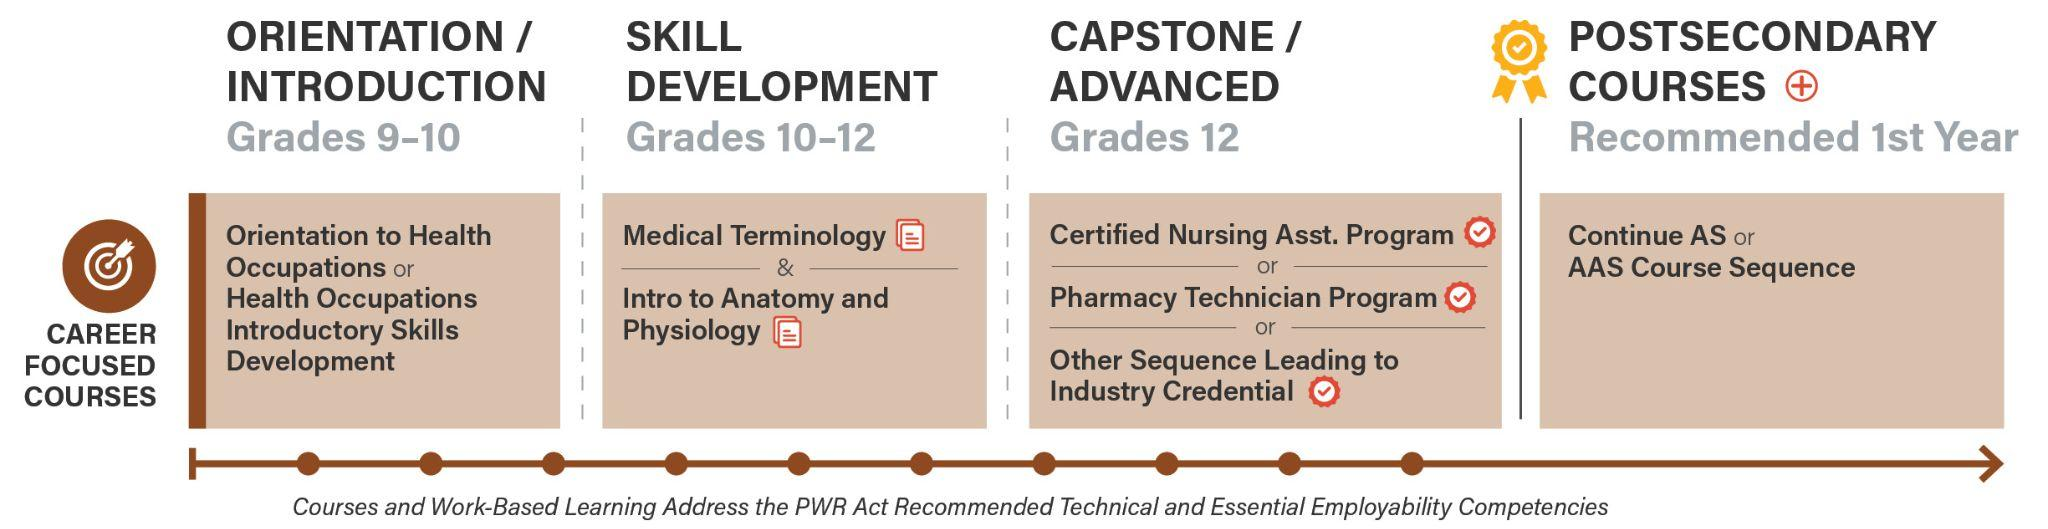 ORIENTATION /
INTRODUCTION
Grades 9–10
SKILL
DEVELOPMENT
Grades 10–12
CAPSTONE /
ADVANCED
Grades 12
POSTSECONDARY
COURSES
Recommended 1st Year
CAREER
FOCUSED
COURSES
Orientation to Health
Occupations or
Health Occupations
Introductory Skills
Development
Medical Terminology
&
Intro to Anatomy and
Physiology
Certified Nursing Asst. Program
or
Pharmacy Technician Program
or
Other Sequence Leading to
Industry Credential
Continue AS or
AAS Course Sequence
Courses and Work-Based Learning Address the PWR Act Recommended Technical and Essential Employability Competencies